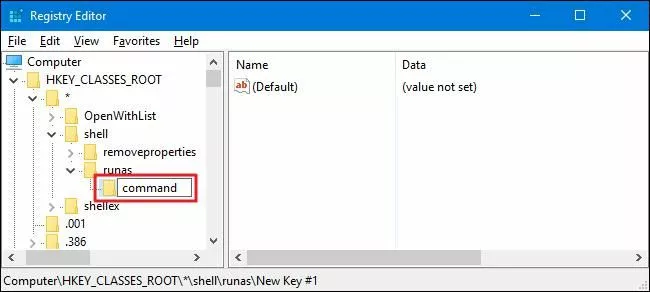 Registry Editor
File Edit View Favorites Help
Computer
HKEY_CLASSES_ROOT
*
OpenWithList
shell
removeproperties
runas
command
shellex
.001
.386
Name Data
ab (Default) (value not set)
Computer\HKEY_CLASSES_ROOT\*\shell\runas\New Key #1